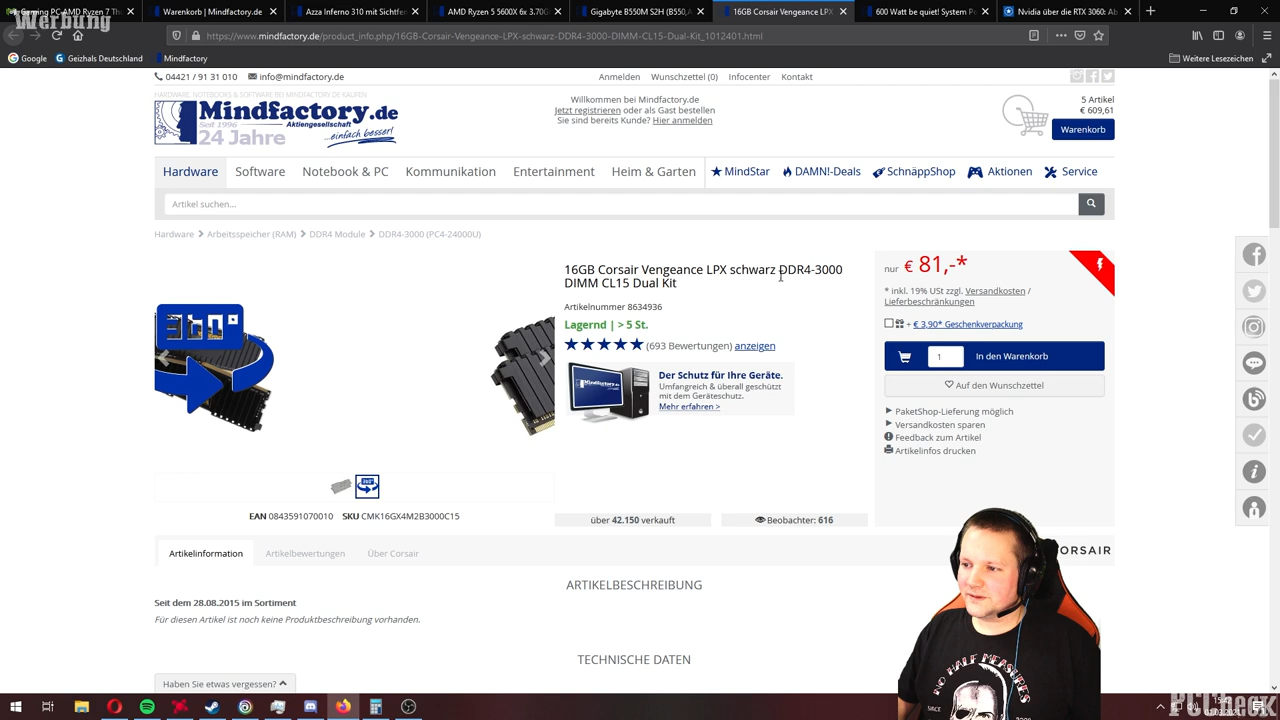 Werbung
Gaming PC AMD Ryzen 7 Th
Warenkorb | Mindfactory.de
Azza Inferno 310 mit Sichtfen
AMD Ryzen 5 5600X 6x 3.70G
Gigabyte B550M S2H (B550,A
16GB Corsair Vengeance LPX
600 Watt be quiet! System Po
Nvidia über die RTX 3060: Ab
https://www.mindfactory.de/product_info.php/16GB-Corsair-Vengeance-LPX-schwarz-DDR4-3000-DIMM-CL15-Dual-Kit_1012401.html
Google
Geizhals Deutschland
Mindfactory
Weitere Lesezeichen
04421 / 91 31 010
info@mindfactory.de
Anmelden
Wunschzettel (0)
Infocenter
Kontakt
HARDWARE, NOTEBOOKS & SOFTWARE BEI MINDFACTORY.DE KAUFEN
Mindfactory.de
Seit 1996
Aktiengesellschaft
24 Jahre
...einfach besser!
Willkommen bei Mindfactory.de
Jetzt registrieren oder als Gast bestellen
Sie sind bereits Kunde? Hier anmelden
5 Artikel
€ 609,61
Warenkorb
Hardware
Software
Notebook & PC
Kommunikation
Entertainment
Heim & Garten
MindStar
DAMN!-Deals
SchnäppShop
Aktionen
Service
Artikel suchen...
Hardware
Arbeitsspeicher (RAM)
DDR4 Module
DDR4-3000 (PC4-24000U)
360°
16GB Corsair Vengeance LPX schwarz DDR4-3000
DIMM CL15 Dual Kit
Artikelnummer 8634936
Lagernd | > 5 St.
(693 Bewertungen) anzeigen
Mindfactory.de
Der Schutz für Ihre Geräte.
Umfangreich & überall geschützt
mit dem Geräteschutz.
Mehr erfahren >
nur € 81,-*
* inkl. 19% USt zzgl. Versandkosten /
Lieferbeschränkungen
+ € 3,90* Geschenkverpackung
1
In den Warenkorb
Auf den Wunschzettel
PaketShop-Lieferung möglich
Versandkosten sparen
Feedback zum Artikel
Artikelinfos drucken
360°
EAN 0843591070010 SKU CMK16GX4M2B3000C15
über 42.150 verkauft
Beobachter: 616
Artikelinformation
Artikelbewertungen
Über Corsair
CORSAIR
ARTIKELBESCHREIBUNG
Seit dem 28.08.2015 im Sortiment
Für diesen Artikel ist noch keine Produktbeschreibung vorhanden.
TECHNISCHE DATEN
Haben Sie etwas vergessen?
HALF MEASURES
PCCheck